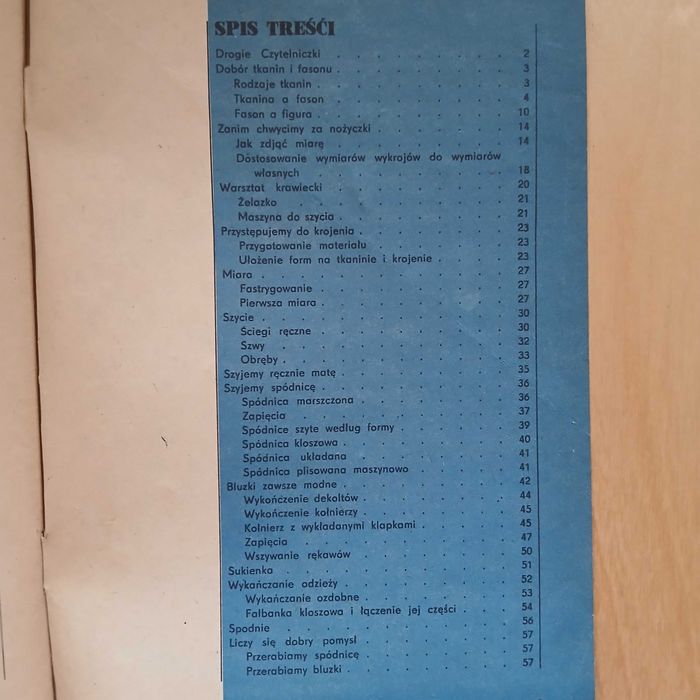 SPIS TREŚĆI
Drogie Czytelniczki . . . . . . . . 2
Dobór tkanin i fasonu . . . . . . . . 3
Rodzaje tkanin . . . . . . . . 3
Tkanina a fason . . . . . . . . 4
Fason a figura . . . . . . . . 10
Zanim chwycimy za nożyczki . . . . . . . 14
Jak zdjąć miarę . . . . . . . . 14
Dostosowanie wymiarów wykrojów do wymiarów
własnych . . . . . . . . 18
Warsztat krawiecki . . . . . . . . 20
Żelazko . . . . . . . . 21
Maszyna do szycia . . . . . . . . 21
Przystępujemy do krojenia . . . . . . . 23
Przygotowanie materiału . . . . . . . 23
Ułożenie form na tkaninie i krojenie . . . . . 23
Miara . . . . . . . . . . 27
Fastrygowanie . . . . . . . . 27
Pierwsza miara . . . . . . . . 27
Szycie . . . . . . . . . . 30
Ściegi ręczne . . . . . . . . 30
Szwy . . . . . . . . . 32
Obręby . . . . . . . . . 33
Szyjemy ręcznie matę . . . . . . . . 35
Szyjemy spódnicę . . . . . . . . 36
Spódnica marszczona . . . . . . . 36
Zapięcia . . . . . . . . 37
Spódnice szyte według formy . . . . . . 39
Spódnica kloszowa . . . . . . . . 40
Spódnica układana . . . . . . . 41
Spódnica plisowana maszynowo . . . . . 41
Bluzki zawsze modne . . . . . . . . 42
Wykończenie dekoltów . . . . . . . 44
Wykończenie kołnierzy . . . . . . . 45
Kołnierz z wykładanymi klapkami . . . . . 45
Zapięcia . . . . . . . . 47
Wszywanie rękawów . . . . . . . 50
Sukienka . . . . . . . . . 51
Wykańczanie odzieży . . . . . . . . 52
Wykańczanie ozdobne . . . . . . . 53
Falbanka kloszowa i łączenie jej części . . . 54
Spodnie . . . . . . . . . 56
Liczy się dobry pomysł . . . . . . . 57
Przerabiamy spódnicę . . . . . . . 57
Przerabiamy bluzki . . . . . . . . 57